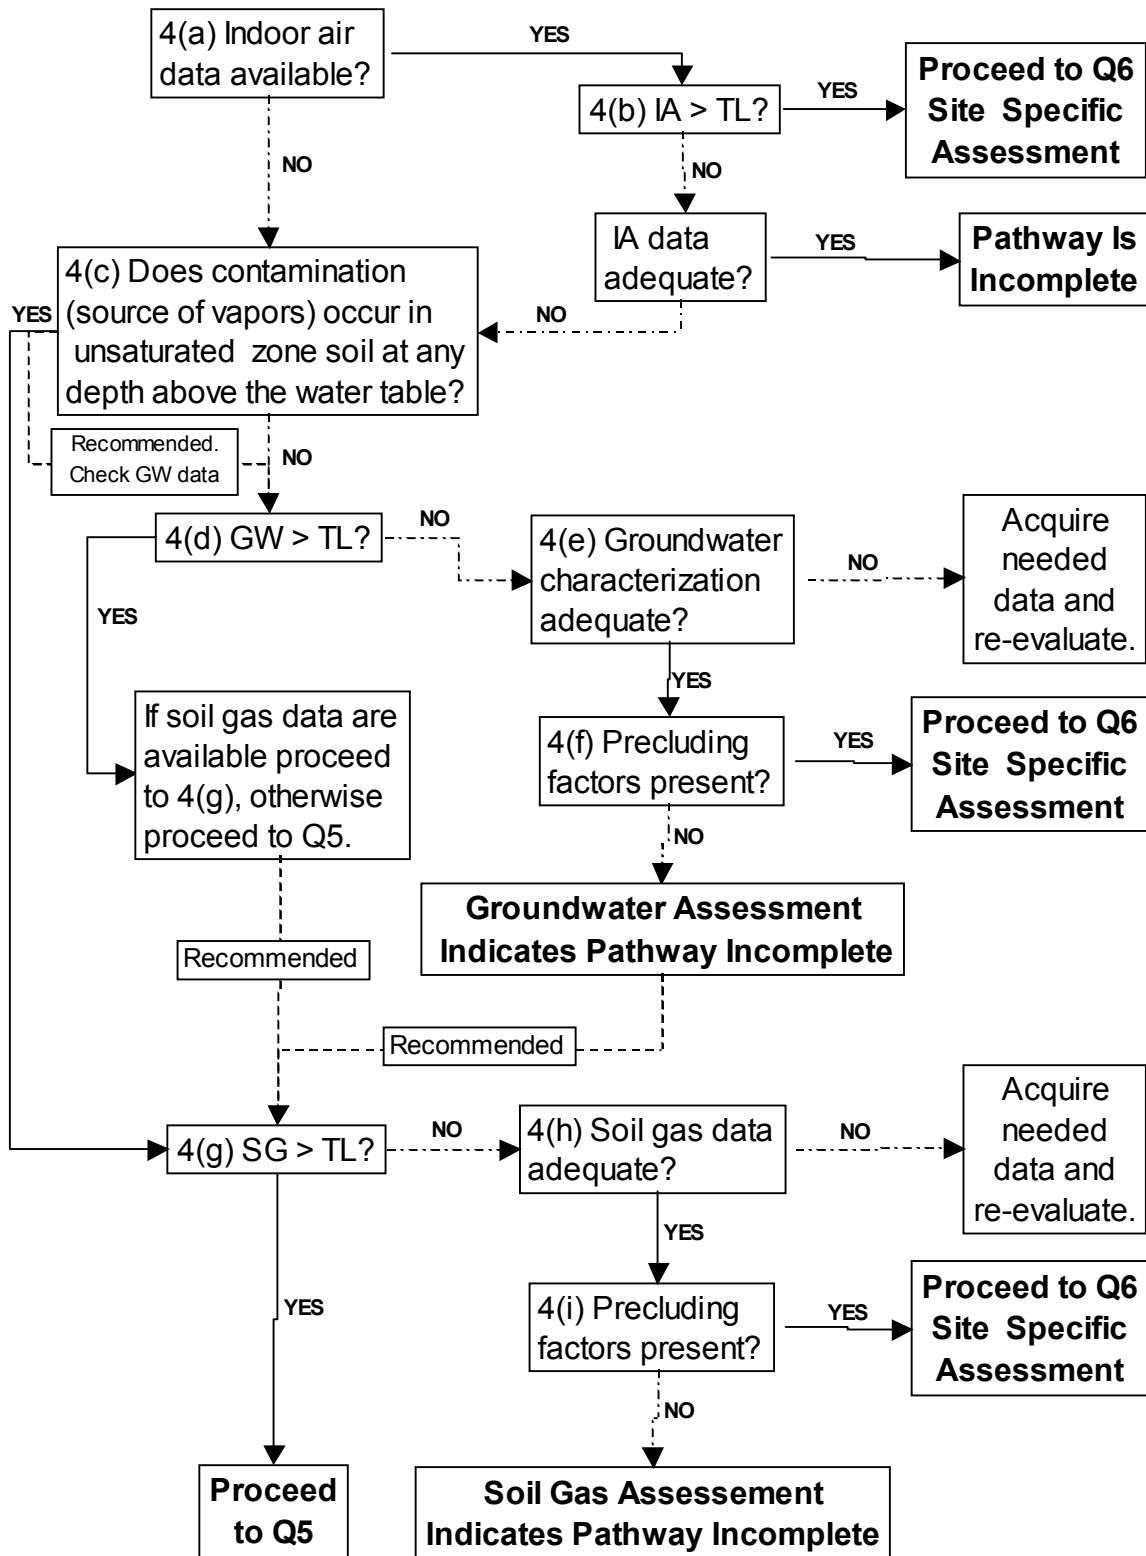 4(a) Indoor air
data available?
YES
4(b) IA > TL?
YES
Proceed to Q6
Site Specific
Assessment
NO
NO
IA data
adequate?
YES
Pathway Is
Incomplete
NO
4(c) Does contamination
(source of vapors) occur in
unsaturated zone soil at any
depth above the water table?
YES
Recommended.
Check GW data
NO
4(d) GW > TL?
NO
4(e) Groundwater
characterization
adequate?
NO
Acquire
needed
data and
re-evaluate.
YES
YES
If soil gas data are
available proceed
to 4(g), otherwise
proceed to Q5.
4(f) Precluding
factors present?
YES
Proceed to Q6
Site Specific
Assessment
NO
Groundwater Assessment
Indicates Pathway Incomplete
Recommended
Recommended
4(g) SG > TL?
NO
4(h) Soil gas data
adequate?
NO
Acquire
needed
data and
re-evaluate.
YES
YES
4(i) Precluding
factors present?
YES
Proceed to Q6
Site Specific
Assessment
NO
Proceed
to Q5
Soil Gas Assessement
Indicates Pathway Incomplete